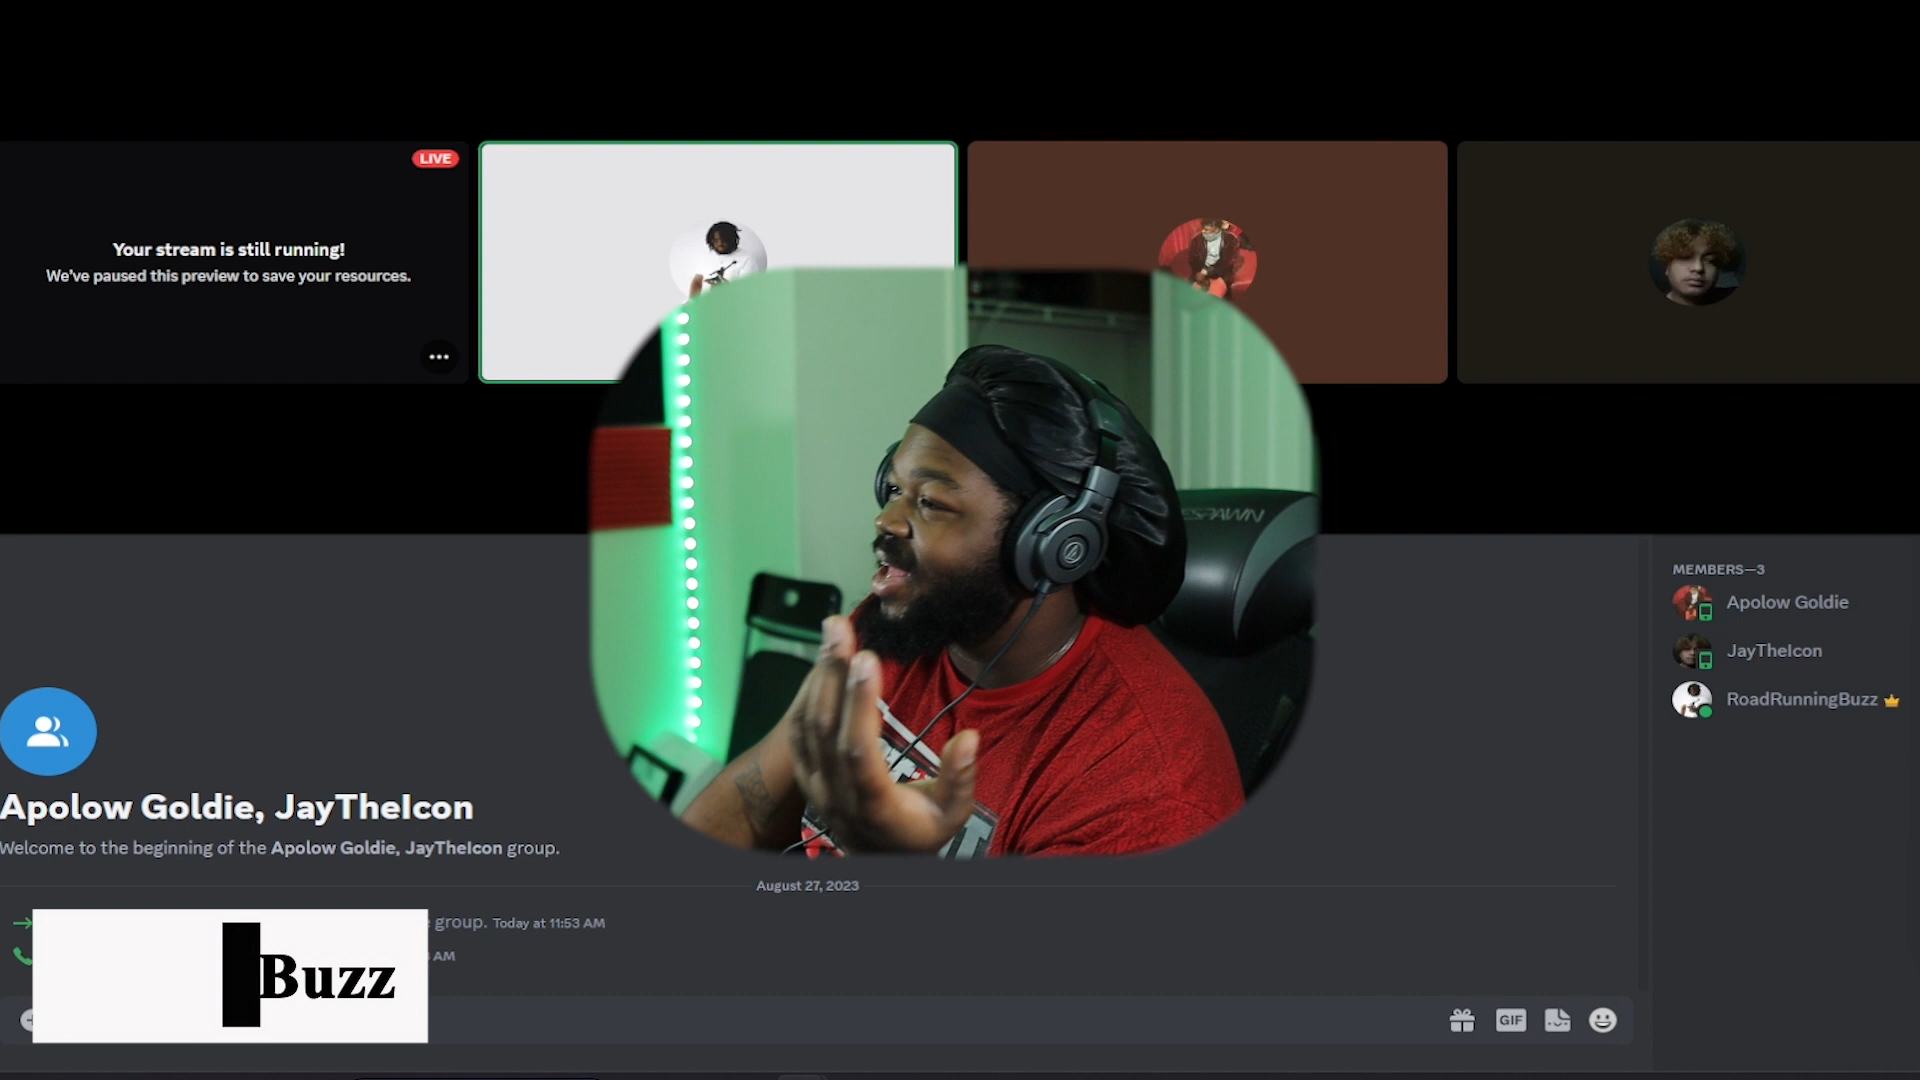 LIVE
Your stream is still running!
We've paused this preview to save your resources.
ESPAWN
MEMBERS—3
Apolow Goldie
JayTheIcon
RoadRunningBuzz
Apolow Goldie, JayTheIcon
Welcome to the beginning of the Apolow Goldie, JayTheIcon group.
August 27, 2023
group. Today at 11:53 AM
AM
Buzz
GIF